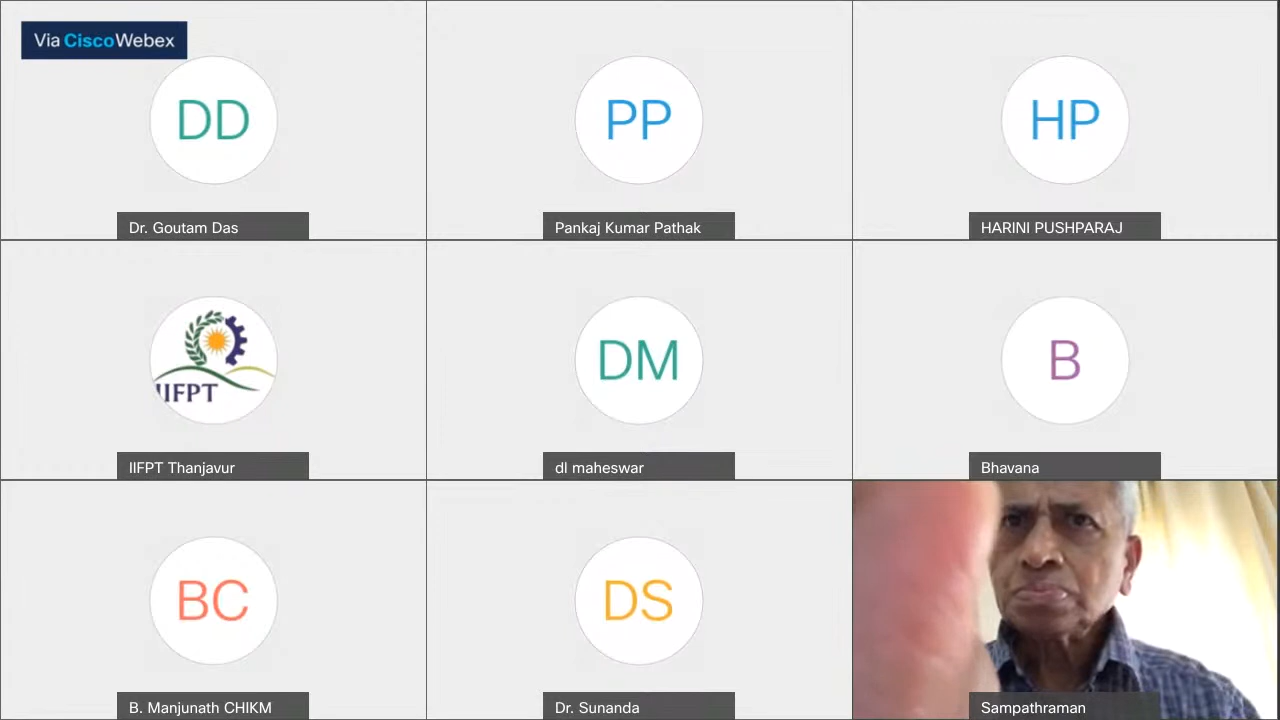 Via CiscoWebex
DD
PP
HP
Dr. Goutam Das
Pankaj Kumar Pathak
HARINI PUSHPARAJ
IIFPT
DM
B
IIFPT Thanjavur
dl maheswar
Bhavana
BC
DS
B. Manjunath CHIKM
Dr. Sunanda
Sampathraman